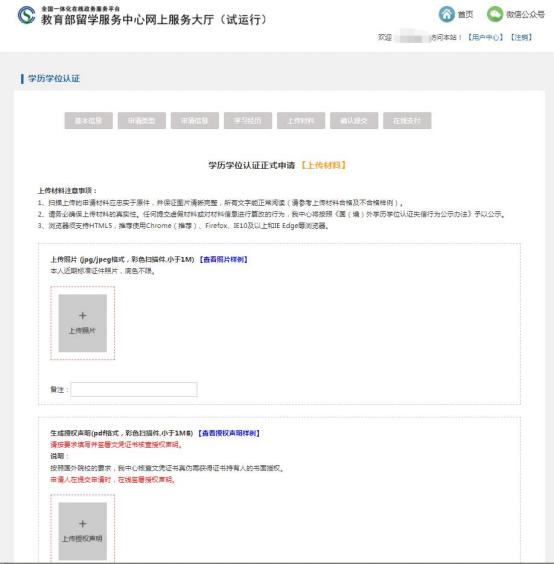 全国一体化在线政务服务平台
教育部留学服务中心网上服务大厅（试运行）
首页 微信公众号
欢迎 访问本站！【用户中心】【注销】
学历学位认证
基本信息 申请类型 申请信息 学习经历 上传材料 确认提交 在线支付
学历学位认证正式申请 【上传材料】
上传材料注意事项：
1、扫描上传的申请材料应忠实于原件，并保证图片清晰完整，所有文字能正常阅读（请参考上传材料合格及不合格样例）。
2、请务必确保上传材料的真实性。任何提交虚假材料或对材料信息进行篡改的行为，我中心将按照《国（境）外学历学位认证失信行为公示办法》予以公示。
3、浏览器须支持HTML5，推荐使用Chrome（推荐）、Firefox、IE10及以上和IE Edge等浏览器。
上传照片 (jpg/jpeg格式，彩色扫描件,小于1M) 【查看照片样例】
本人近期标准证件照片，底色不限。
+
上传照片
备注：
生成授权声明(pdf格式，彩色扫描件,小于1MB) 【查看授权声明样例】
请按要求填写并签署文凭证书核查授权声明。
说明：
按照国外院校的要求，我中心核查文凭证书真伪需获得证书持有人的书面授权。
申请人在提交申请时，在线签署授权声明。
+
上传授权声明